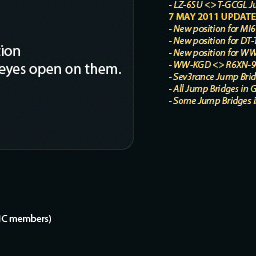 ion
eyes open on them.
IC members)
- LZ-6SU <> T-GCGL Ju
7 MAY 2011 UPDATE
- New position for MI6
- New position for DT-T
- New position for WW
- WW-KGD <> R6XN-9
- Sev3rance Jump Brid
- All Jump Bridges in G
- Some Jump Bridges i